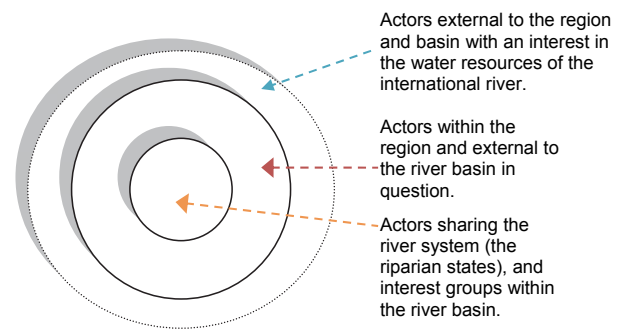 Actors external to the region
and basin with an interest in
the water resources of the
international river.
Actors within the
region and external to
the river basin in
question.
Actors sharing the
river system (the
riparian states), and
interest groups within
the river basin.